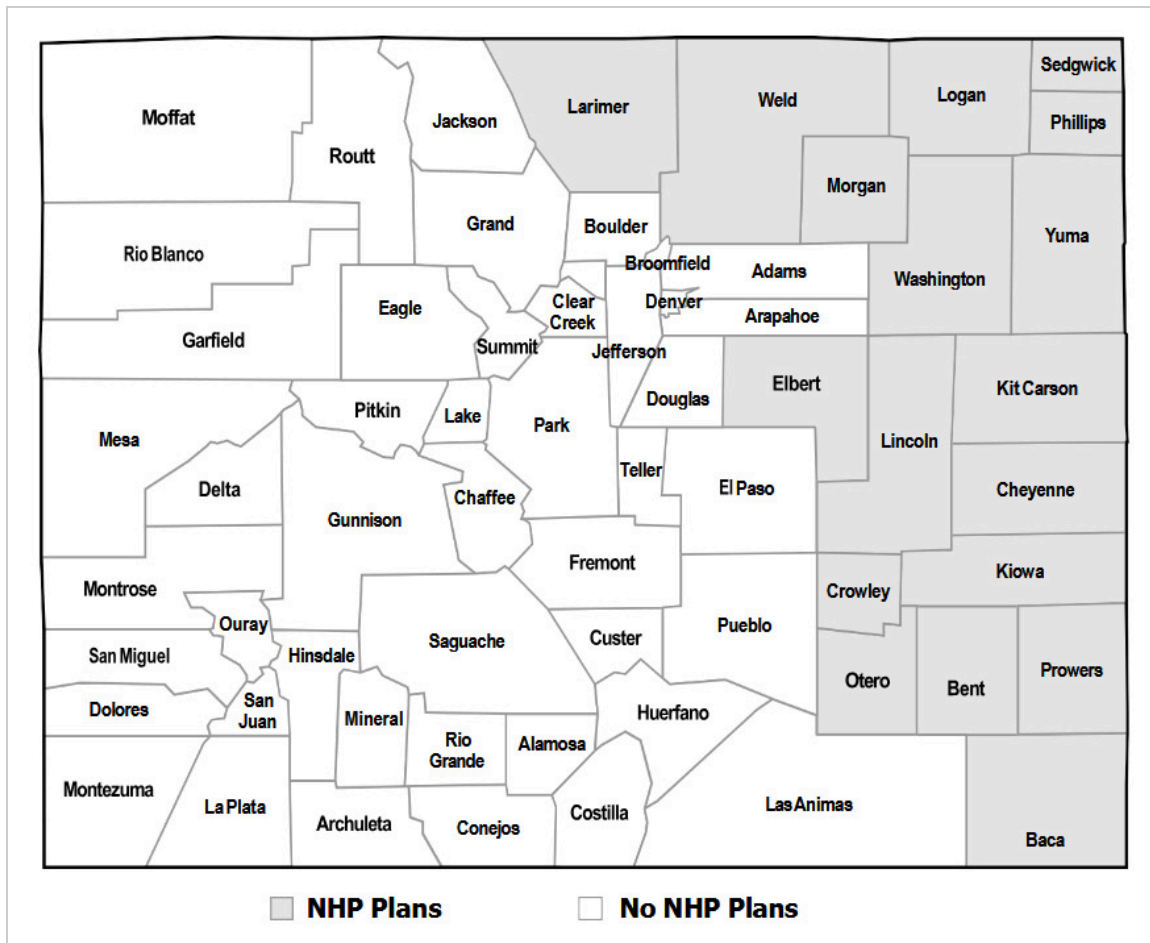 Sedgwick
Larimer
Weld
Logan
Moffat
Jackson
Phillips
Routt
Morgan
Grand
Boulder
Yuma
Rio Blanco
Broomfield
Adams
Washington
Eagle
Clear
Creek
Denver
Arapahoe
Garfield
Summit
Jefferson
Elbert
Kit Carson
Douglas
Pitkin
Lake
Park
Mesa
Lincoln
Teller
Delta
Chaffee
El Paso
Cheyenne
Gunnison
Fremont
Kiowa
Montrose
Crowley
Ouray
Pueblo
Saguache
Custer
San Miguel
Hinsdale
Prowers
Otero
Bent
Dolores
San
Juan
Mineral
Huerfano
Rio
Grande
Alamosa
Montezuma
La Plata
Las Animas
Costilla
Archuleta
Conejos
Baca
NHP Plans
No NHP Plans